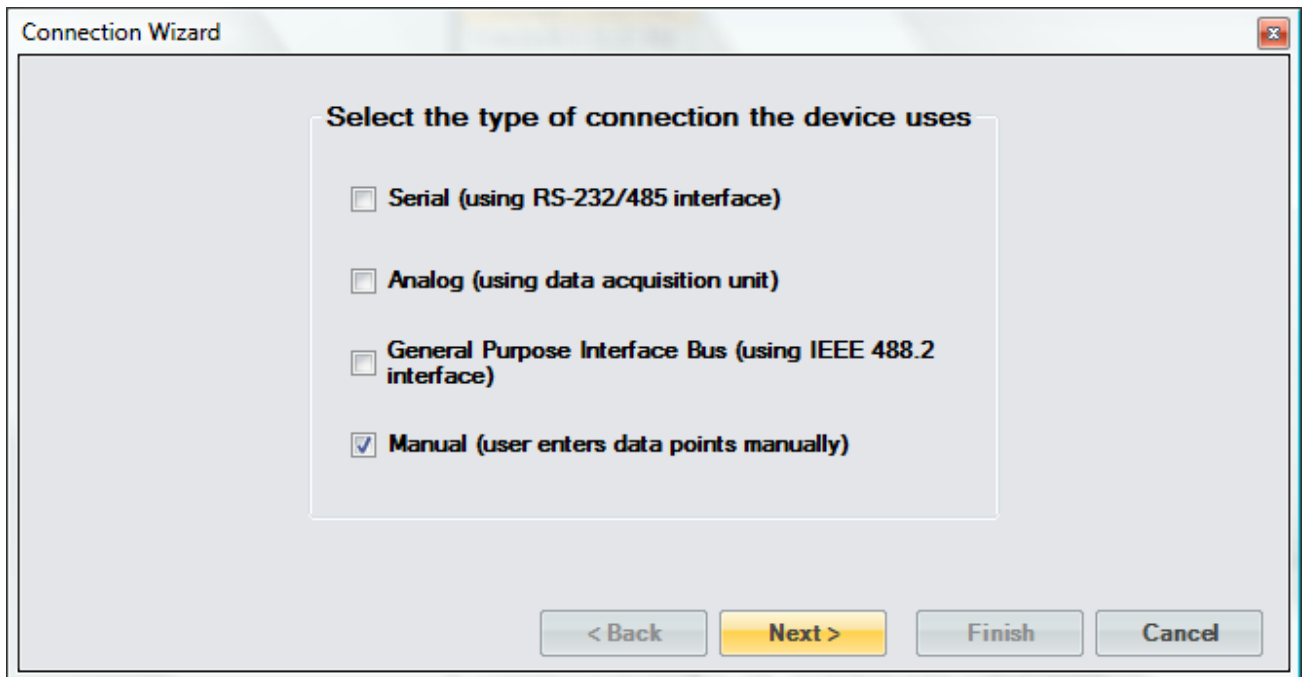 Connection Wizard
Select the type of connection the device uses
Serial (using RS-232/485 interface)
Analog (using data acquisition unit)
General Purpose Interface Bus (using IEEE 488.2
interface)
Manual (user enters data points manually)
< Back
Next >
Finish
Cancel